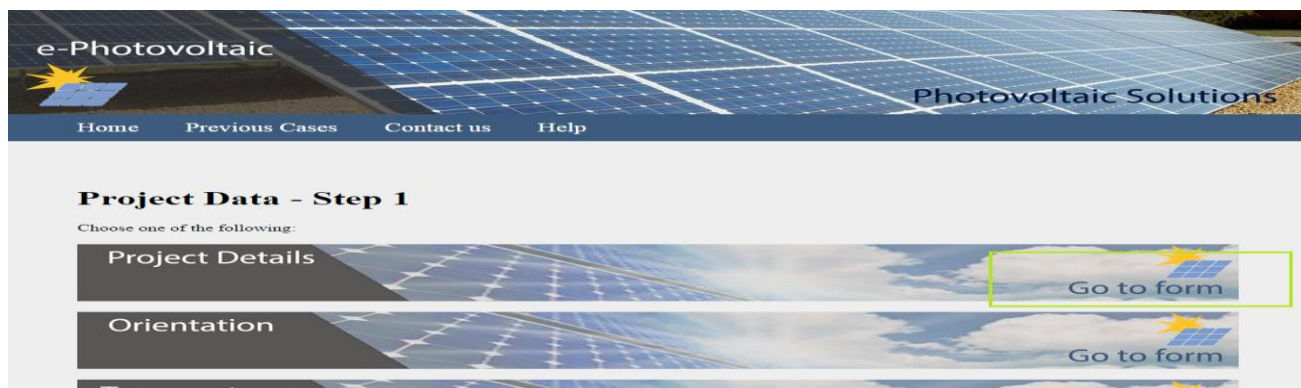 e-Photovoltaic
Photovoltaic Solutions
Home Previous Cases Contact us Help
Project Data - Step 1
Choose one of the following:
Project Details
Go to form
Orientation
Go to form